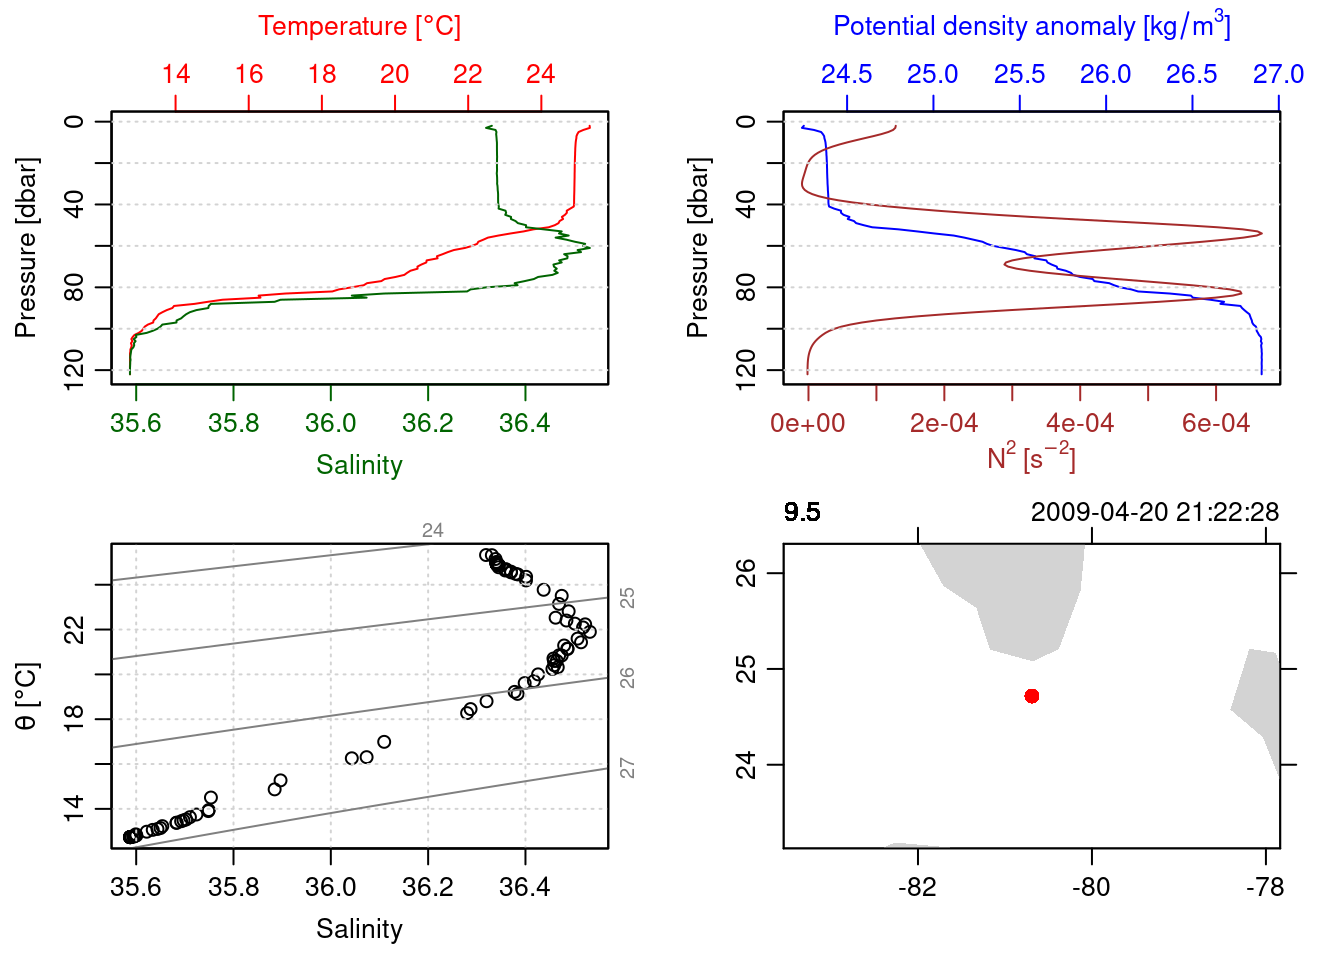 Temperature [°C]
14 16 18 20 22 24
0
40
80
120
Pressure [dbar]
35.6 35.8 36.0 36.2 36.4
Salinity
Potential density anomaly [kg/m³]
24.5 25.0 25.5 26.0 26.5 27.0
0
40
80
120
Pressure [dbar]
0e+00 2e-04 4e-04 6e-04
N² [s⁻²]
24
25
26
27
22
18
14
θ [°C]
35.6 35.8 36.0 36.2 36.4
Salinity
9.5 2009-04-20 21:22:28
26
25
24
-82 -80 -78